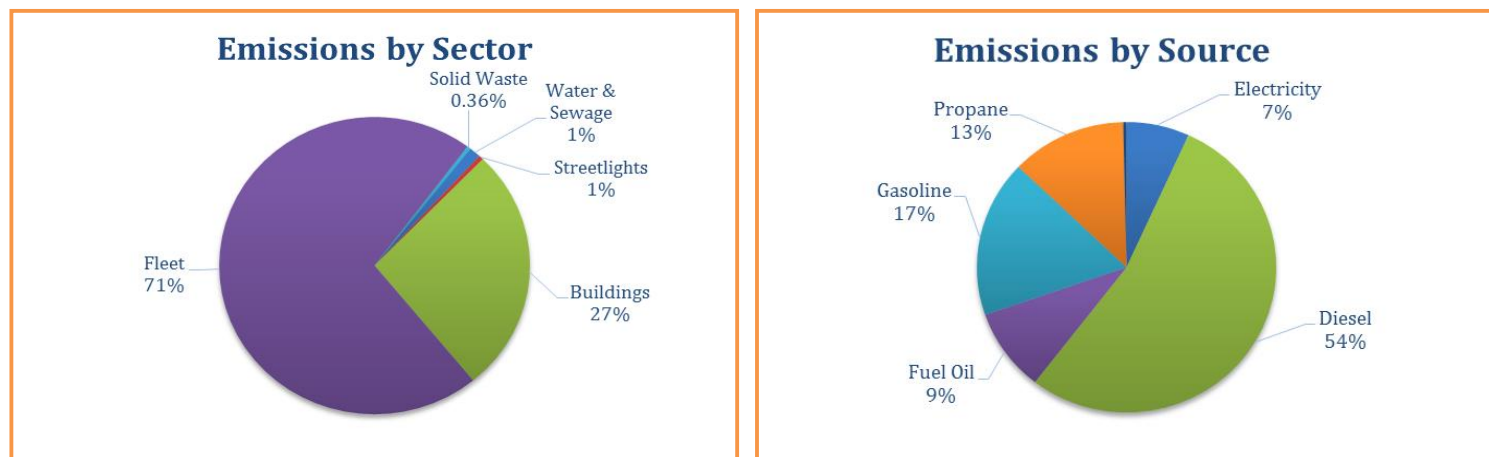 Emissions by Sector
Solid Waste
0.36%
Water &
Sewage
1%
Streetlights
1%
Fleet
71%
Buildings
27%
Emissions by Source
Electricity
7%
Propane
13%
Gasoline
17%
Diesel
54%
Fuel Oil
9%